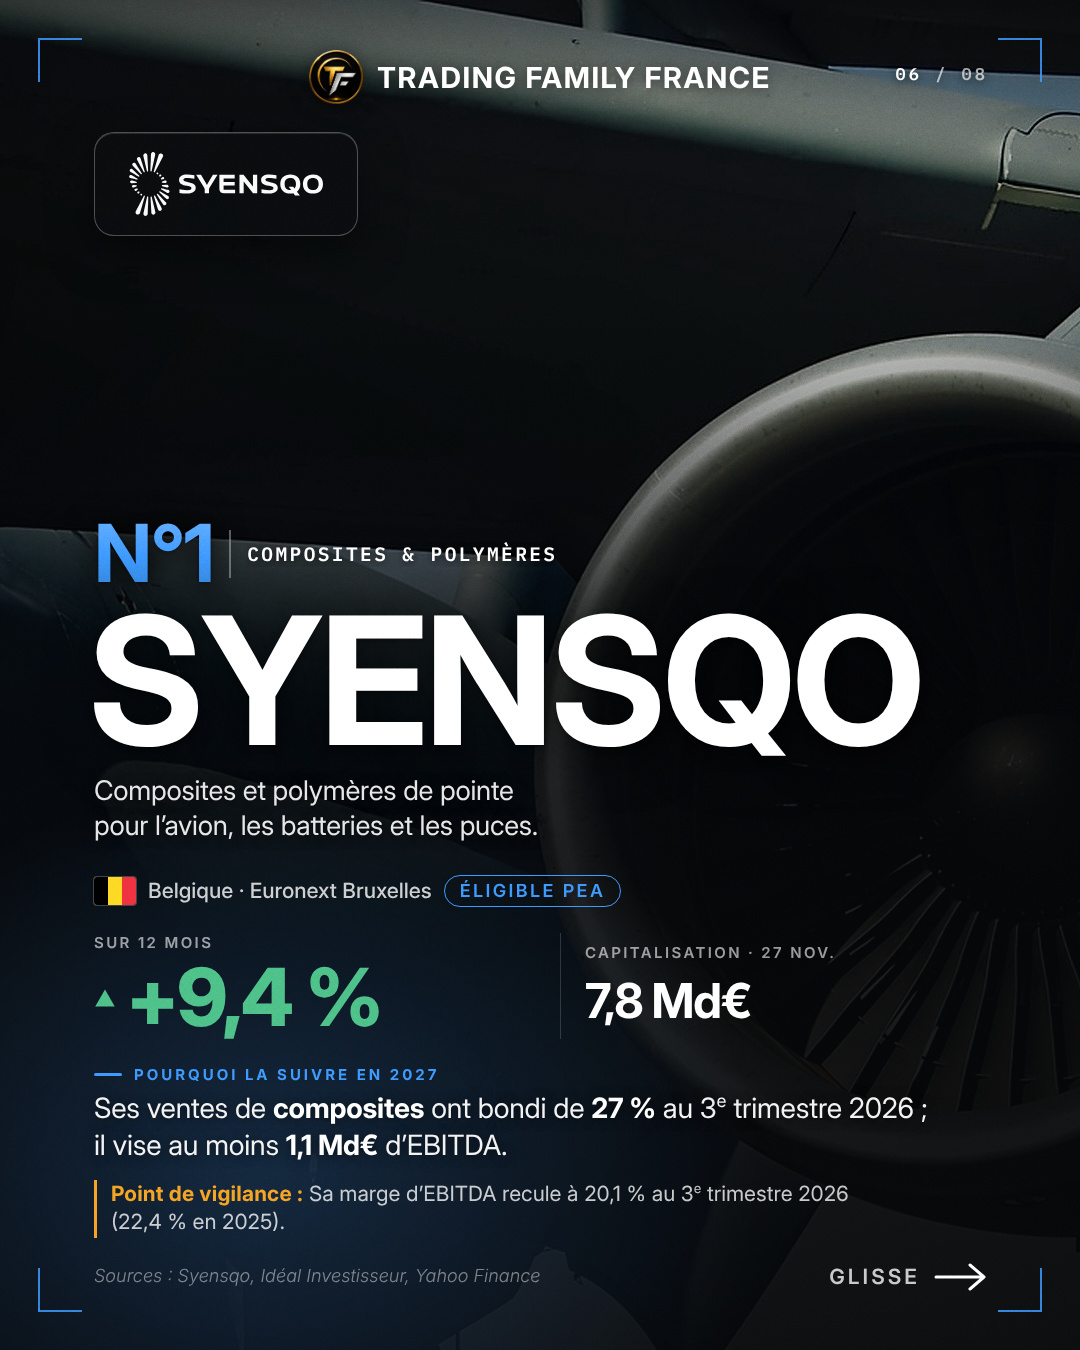 TF TRADING FAMILY FRANCE
06 / 08
SYENSQO
N°1
COMPOSITES & POLYMÈRES
SYENSQO
Composites et polymères de pointe
pour l’avion, les batteries et les puces.
Belgique · Euronext Bruxelles
ÉLIGIBLE PEA
SUR 12 MOIS
▲ +9,4 %
CAPITALISATION · 27 NOV.
7,8 Md€
POURQUOI LA SUIVRE EN 2027
Ses ventes de composites ont bondi de 27 % au 3e trimestre 2026 ;
il vise au moins 1,1 Md€ d’EBITDA.
Point de vigilance : Sa marge d’EBITDA recule à 20,1 % au 3e trimestre 2026
(22,4 % en 2025).
Sources : Syensqo, Idéal Investisseur, Yahoo Finance
GLISSE →